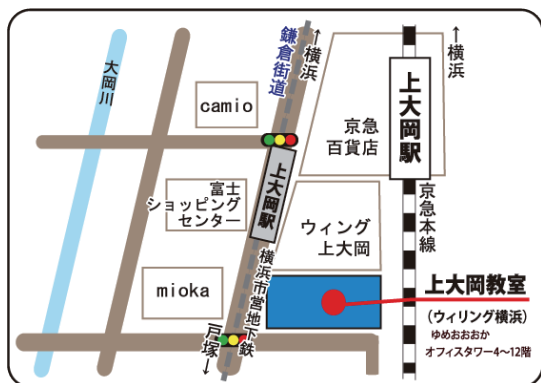 大岡川
鎌倉街道
←横浜
←横浜
camio
上大岡駅
京急
百貨店
上大岡駅
富士
ショッピング
センター
ウィング
上大岡
京急本線
mioka
横浜市営地下鉄
戸塚→
上大岡教室
(ウィリング横浜)
ゆめおおおか
オフィスタワー4〜12階